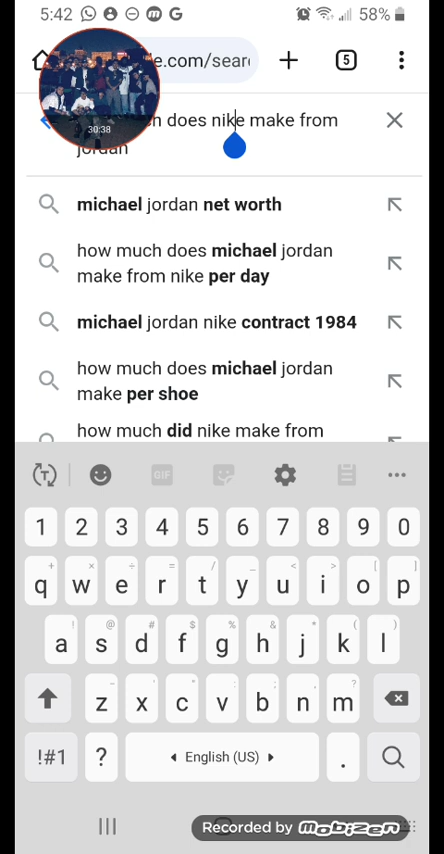 5:42 58%
le.com/sear
5
30:38
h does nike make from
jordan
michael jordan net worth
how much does michael jordan
make from nike per day
michael jordan nike contract 1984
how much does michael jordan
make per shoe
how much did nike make from
T GIF
1 2 3 4 5 6 7 8 9 0
+ × ÷ = / _ < > [ ]
q w e r t y u i o p
! @ # $ % & * ( )
a s d f g h j k l
- ' " : ; , ?
z x c v b n m
!#1 ? English (US) .
Recorded by Mobizen